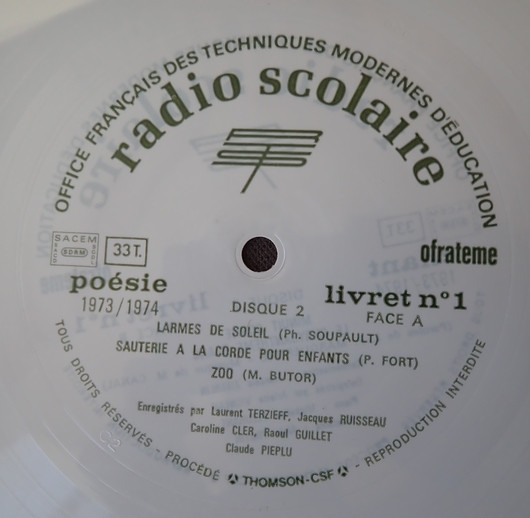 OFFICE FRANÇAIS DES TECHNIQUES MODERNES D'ÉDUCATION
radio scolaire
SACEM
SDRM
33 T.
ofrateme
poésie
1973/1974
livret n°1
DISQUE 2
FACE A
LARMES DE SOLEIL (Ph. SOUPAULT)
SAUTERIE A LA CORDE POUR ENFANTS (P. FORT)
ZOO (M. BUTOR)
Enregistrés par Laurent TERZIEFF, Jacques RUISSEAU
Caroline CLER, Raoul GUILLET
Claude PIEPLU
TOUS DROITS RÉSERVÉS - PROCÉDÉ THOMSON-CSF - REPRODUCTION INTERDITE